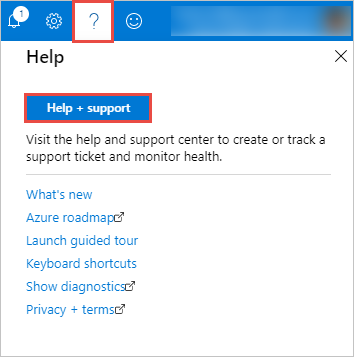 1
?
Help
Help + support
Visit the help and support center to create or track a
support ticket and monitor health.
What's new
Azure roadmap
Launch guided tour
Keyboard shortcuts
Show diagnostics
Privacy + terms